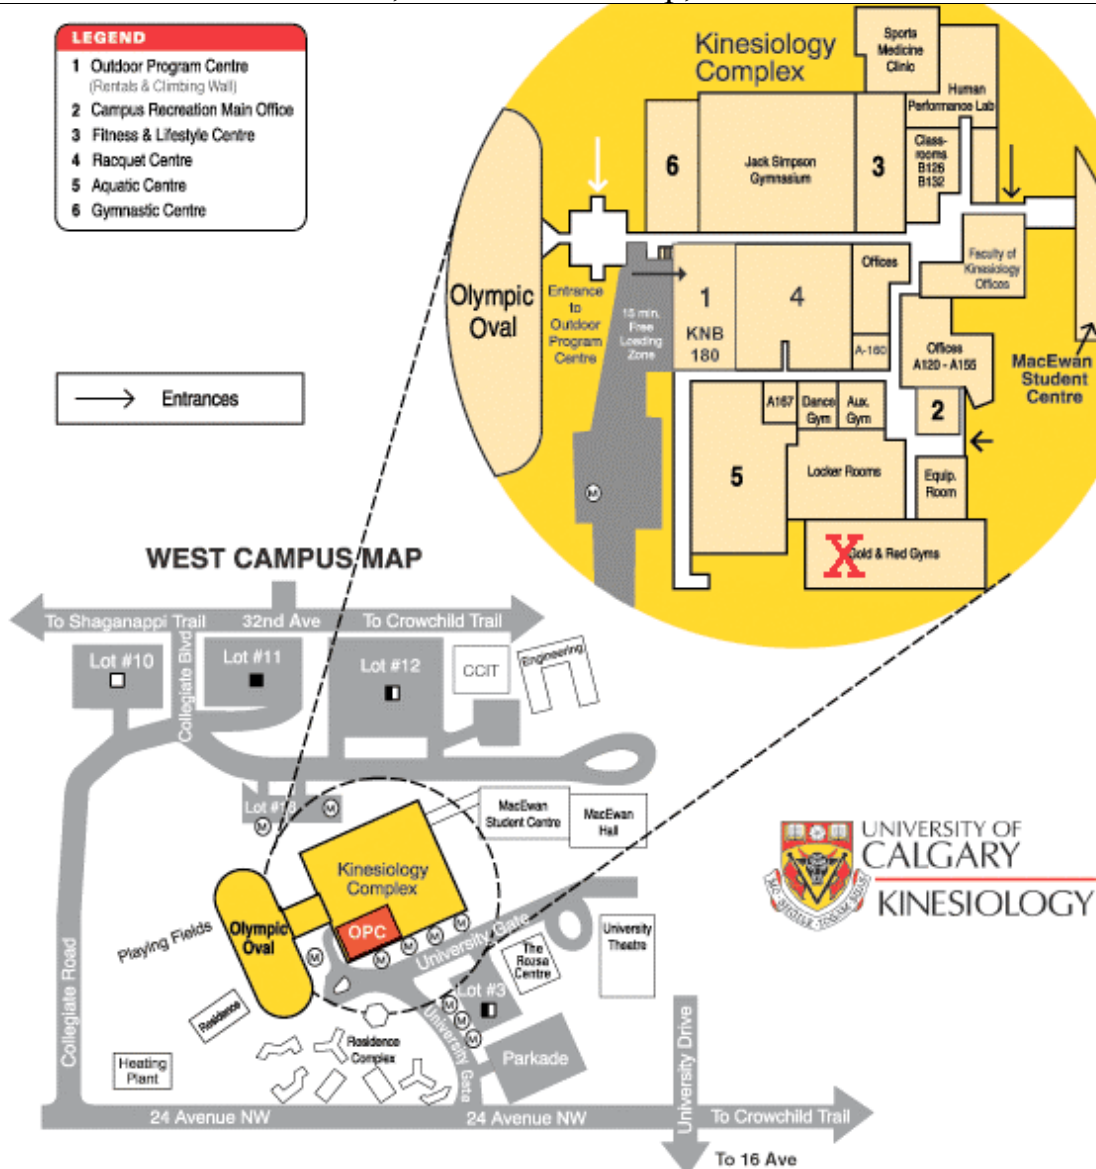 LEGEND
1 Outdoor Program Centre
(Rentals & Climbing Wall)
2 Campus Recreation Main Office
3 Fitness & Lifestyle Centre
4 Racquet Centre
5 Aquatic Centre
6 Gymnastic Centre
Entrances
Kinesiology
Complex
Sports
Medicine
Clinic
Human
Performance Lab
6
Jack Simpson
Gymnasium
3
Class-
rooms
B126
B132
Olympic
Oval
Entrance
to
Outdoor
Program
Centre
15 min.
Free
Loading
Zone
1
KNB
180
4
Offices
A-160
Faculty of
Kinesiology
Offices
Offices
A120 - A155
MacEwan
Student
Centre
A167
Dance
Gym
Aux.
Gym
2
5
Locker Rooms
Equip.
Room
M
X
Gold & Red Gyms
WEST CAMPUS MAP
To Shaganappi Trail
32nd Ave
To Crowchild Trail
Collegiate Blvd
Lot #10
Lot #11
Lot #12
CCIT
Engineering
Lot #18
M
M
MacEwan
Student Centre
MacEwan
Hall
Kinesiology
Complex
OPC
Olympic
Oval
Playing Fields
M
M
M
M
M
University Gate
The
Rozsa
Centre
University
Theatre
Lot #3
M
M
M
University Gate
Parkade
Residence
Residence
Complex
Heating
Plant
Collegiate Road
24 Avenue NW
24 Avenue NW
University Drive
To Crowchild Trail
To 16 Ave
UNIVERSITY OF
CALGARY
KINESIOLOGY